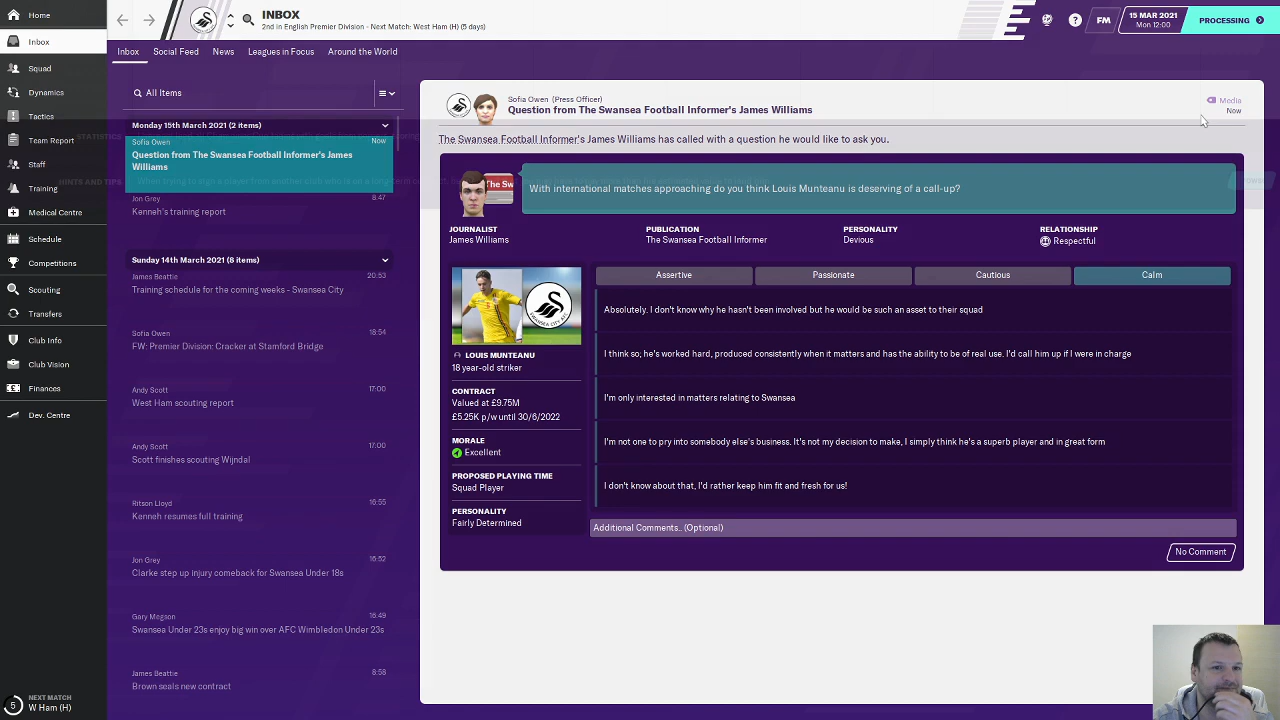 INBOX
2nd in English Premier Division - Next Match: West Ham (H) (5 days)
FM
15 MAR 2021
Mon 12:00
PROCESSING
Inbox
Squad
Dynamics
Tactics
Team Report
Staff
Training
Medical Centre
Schedule
Competitions
Scouting
Transfers
Club Info
Club Vision
Finances
Dev. Centre
5
NEXT MATCH
W Ham (H)
Inbox
Social Feed
News
Leagues in Focus
Around the World
All Items
Monday 15th March 2021 (2 items)
STATISTICS
Sofia Owen
Now
Question from The Swansea Football Informer's James
Williams
HINTS AND TIPS
Jon Grey
8:47
Kenneh's training report
Sunday 14th March 2021 (8 items)
James Beattie
20:53
Training schedule for the coming weeks - Swansea City
Sofia Owen
18:54
FW: Premier Division: Cracker at Stamford Bridge
Andy Scott
17:00
West Ham scouting report
Andy Scott
17:00
Scott finishes scouting Wijndal
Ritson Lloyd
16:55
Kenneh resumes full training
Jon Grey
16:52
Clarke step up injury comeback for Swansea Under 18s
Gary Megson
16:49
Swansea Under 23s enjoy big win over AFC Wimbledon Under 23s
James Beattie
8:56
Brown seals new contract
Sofia Owen (Press Officer)
Question from The Swansea Football Informer's James Williams
Media
Now
The Swansea Football Informer's James Williams has called with a question he would like to ask you.
The Sw
With international matches approaching do you think Louis Munteanu is deserving of a call-up?
JOURNALIST
James Williams
PUBLICATION
The Swansea Football Informer
PERSONALITY
Devious
RELATIONSHIP
Respectful
SWANSEA CITY AFC
LOUIS MUNTEANU
18 year-old striker
CONTRACT
Valued at £9.75M
£5.25K p/w until 30/6/2022
MORALE
Excellent
PROPOSED PLAYING TIME
Squad Player
PERSONALITY
Fairly Determined
Assertive
Passionate
Cautious
Calm
Absolutely. I don't know why he hasn't been involved but he would be such an asset to their squad
I think so; he's worked hard, produced consistently when it matters and has the ability to be of real use. I'd call him up if I were in charge
I'm only interested in matters relating to Swansea
I'm not one to pry into somebody else's business. It's not my decision to make, I simply think he's a superb player and in great form
I don't know about that, I'd rather keep him fit and fresh for us!
Additional Comments.. (Optional)
No Comment